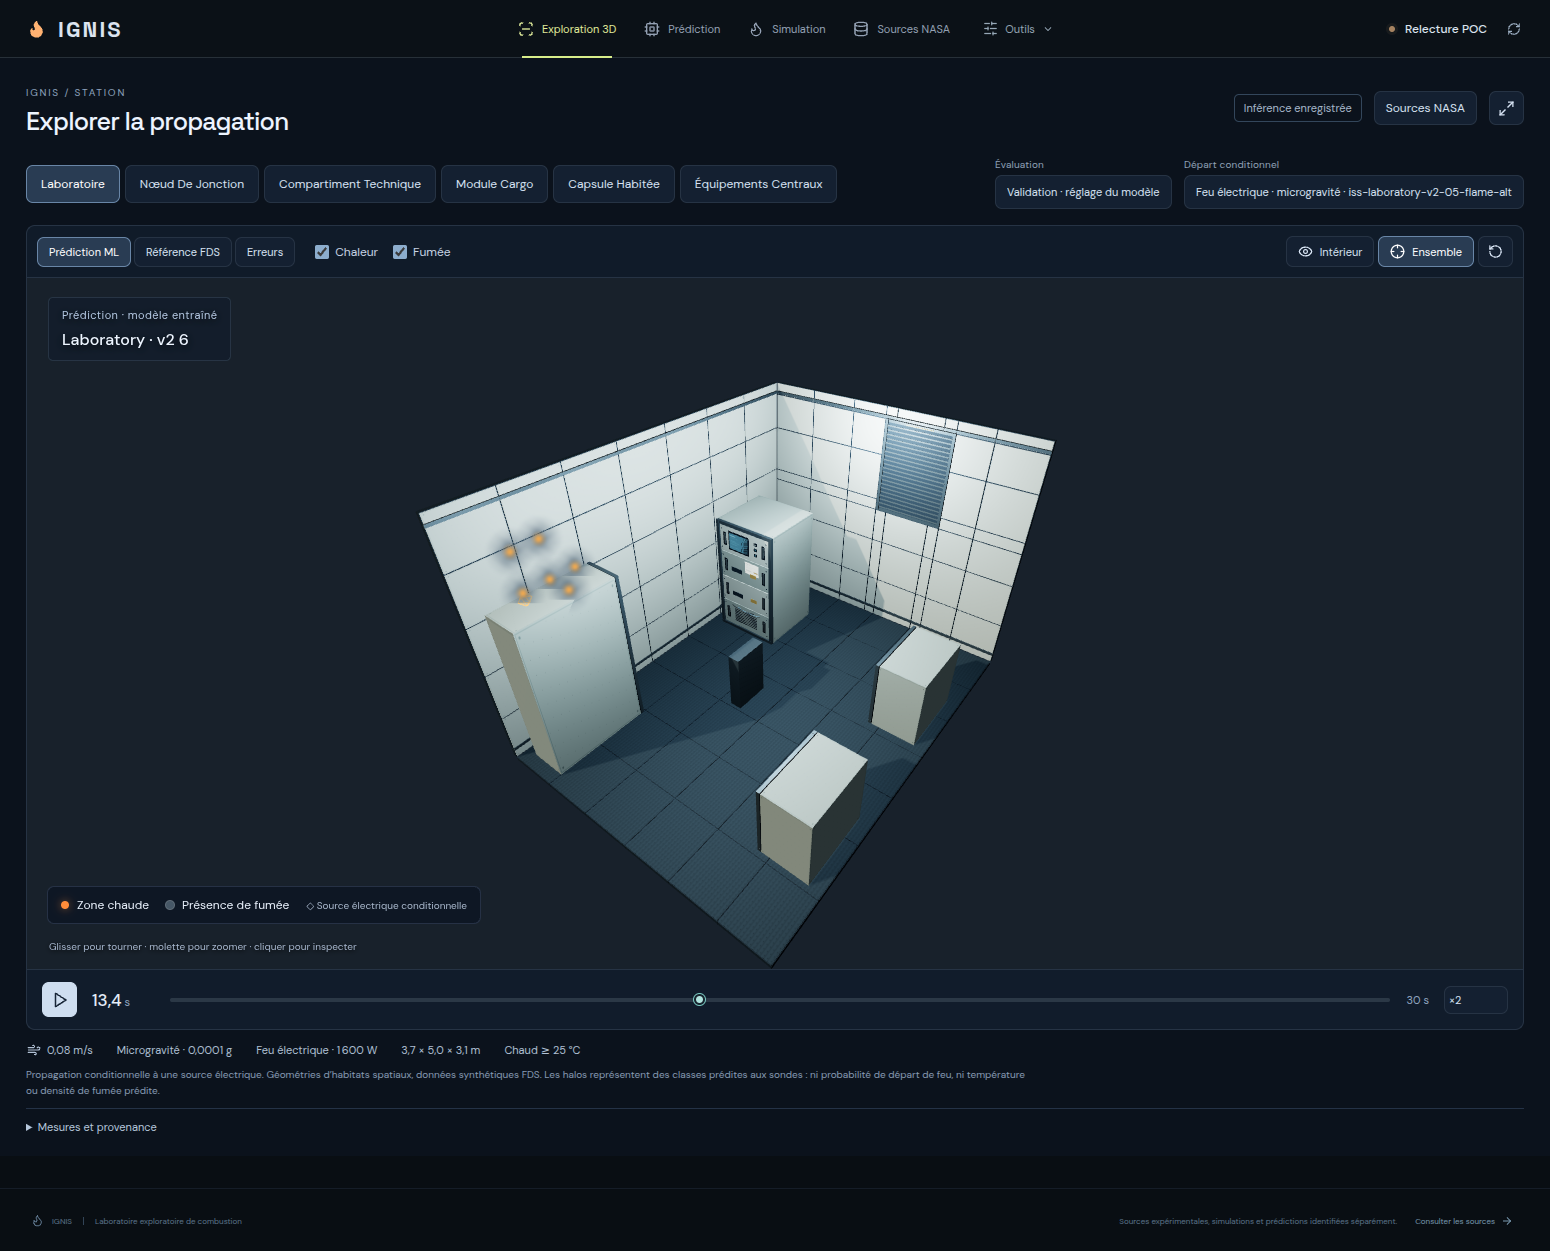 IGNIS
Exploration 3D
Prédiction
Simulation
Sources NASA
Outils
Relecture POC
IGNIS / STATION
Explorer la propagation
Inférence enregistrée
Sources NASA
Évaluation
Départ conditionnel
Laboratoire
Nœud De Jonction
Compartiment Technique
Module Cargo
Capsule Habitée
Équipements Centraux
Validation · réglage du modèle
Feu électrique · microgravité · iss-laboratory-v2-05-flame-alt
Prédiction ML
Référence FDS
Erreurs
Chaleur
Fumée
Intérieur
Ensemble
Prédiction · modèle entraîné
Laboratory · v2 6
Zone chaude
Présence de fumée
◇ Source électrique conditionnelle
Glisser pour tourner · molette pour zoomer · cliquer pour inspecter
13,4 s
30 s
×2
0,08 m/s
Microgravité · 0,0001 g
Feu électrique · 1 600 W
3,7 × 5,0 × 3,1 m
Chaud ≥ 25 °C
Propagation conditionnelle à une source électrique. Géométries d'habitats spatiaux, données synthétiques FDS. Les halos représentent des classes prédites aux sondes : ni probabilité de départ de feu, ni température
ou densité de fumée prédite.
▶ Mesures et provenance
IGNIS | Laboratoire exploratoire de combustion
Sources expérimentales, simulations et prédictions identifiées séparément.
Consulter les sources →